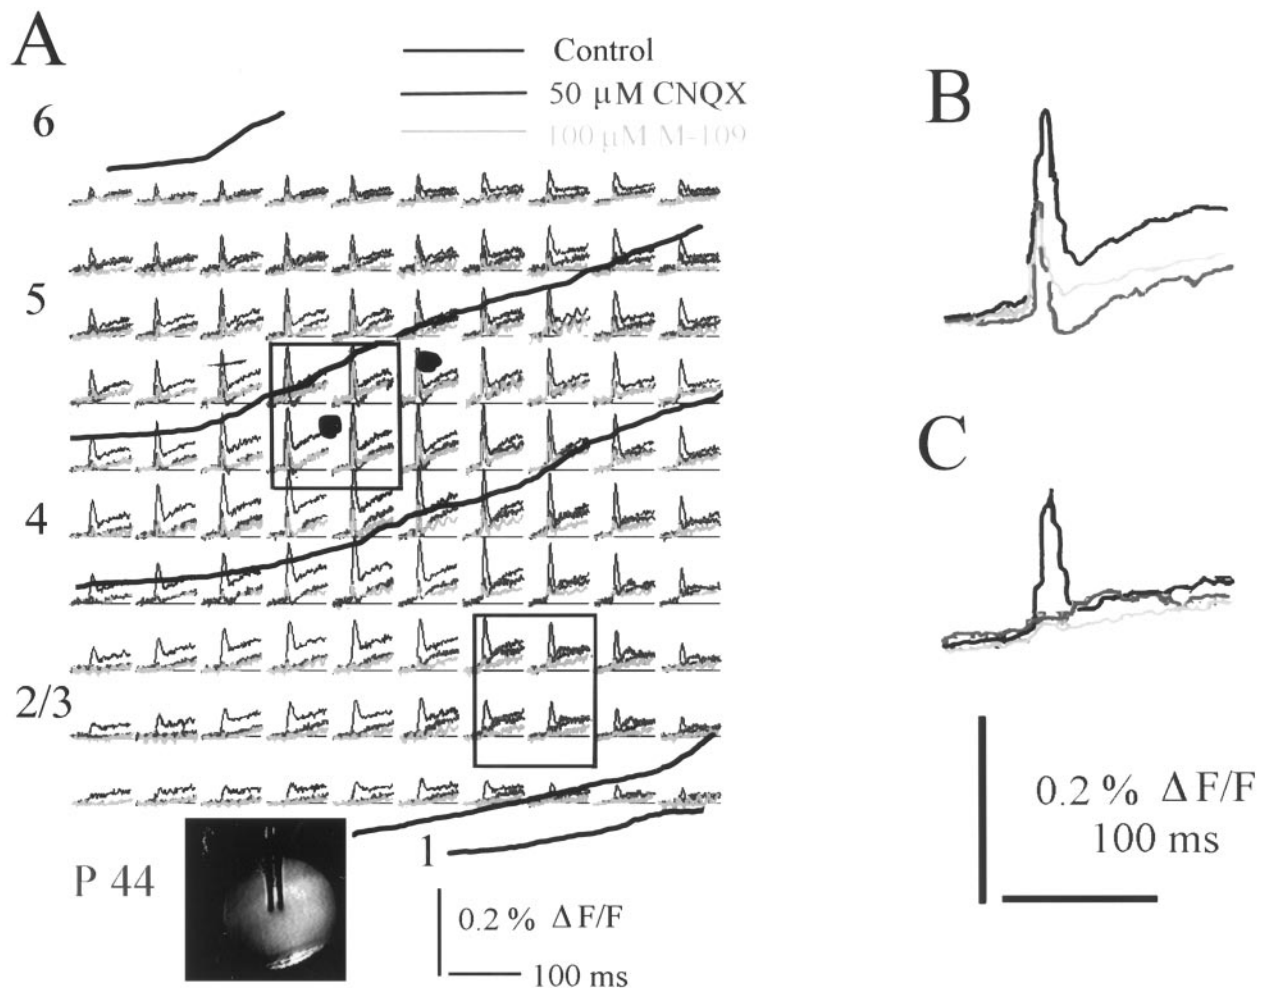 A
Control
50 μM CNQX
100 μM M-109
6
5
4
2/3
1
P 44
0.2 % ΔF/F
100 ms
B
C
0.2 % ΔF/F
100 ms